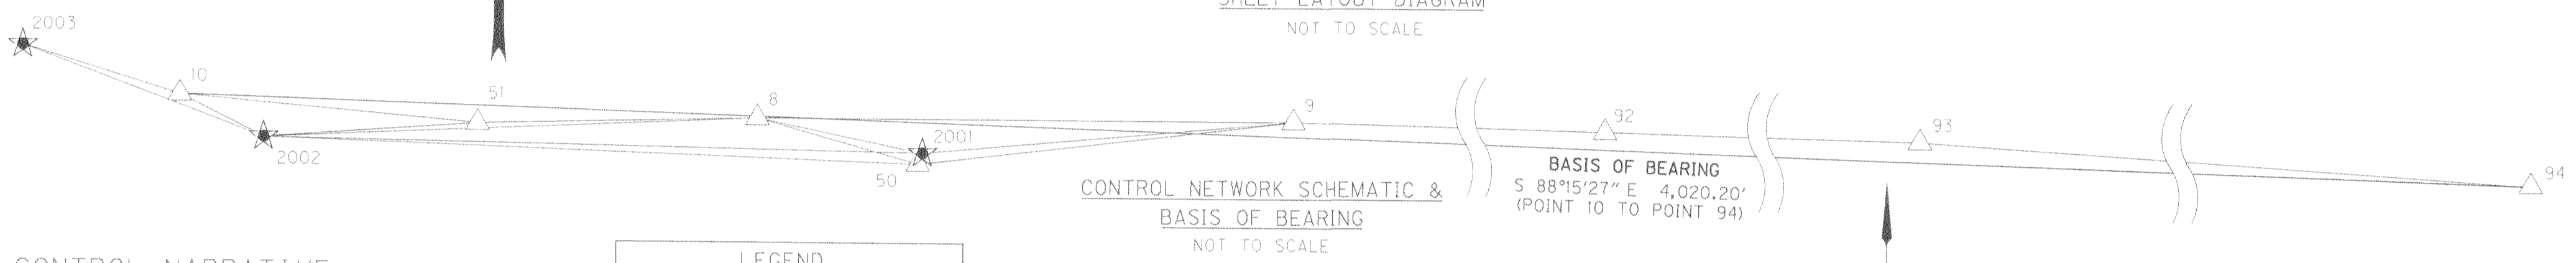 SHEET LAYOUT DIAGRAM
NOT TO SCALE
2003
10
51
8
9
92
93
94
2001
2002
50
BASIS OF BEARING
S 88°15'27" E 4,020.20'
(POINT 10 TO POINT 94)
CONTROL NETWORK SCHEMATIC &
BASIS OF BEARING
NOT TO SCALE
CONTROL NARRATIVE
LEGEND